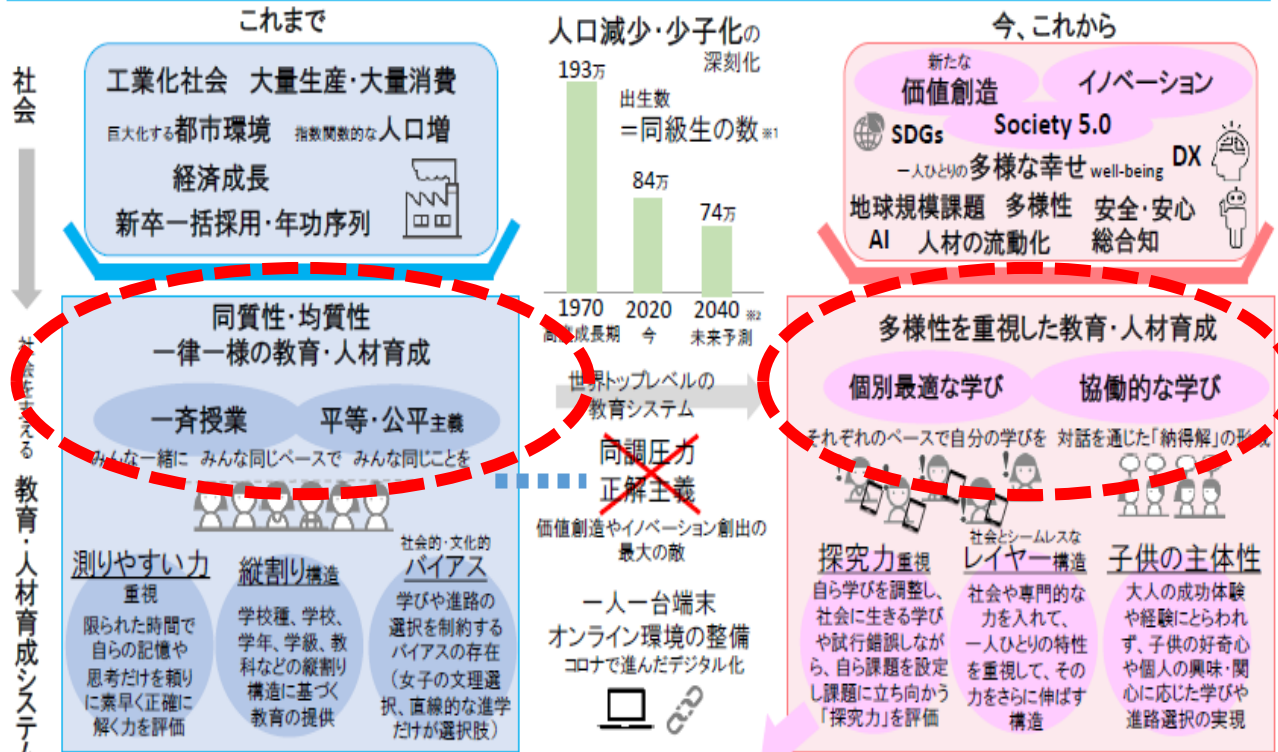 これまで
社会
工業化社会 大量生産・大量消費
巨大化する都市環境 指数関数的な人口増
経済成長
新卒一括採用・年功序列
人口減少・少子化の
深刻化
193万
出生数
＝同級生の数 ※1
84万
74万
1970 2020 2040 ※2
高度成長期 今 未来予測
今、これから
新たな
価値創造
イノベーション
SDGs
Society 5.0
一人ひとりの多様な幸せ well-being
DX
地球規模課題 多様性 安全・安心
AI 人材の流動化 総合知
社会を支える 教育・人材育成システム
同質性・均質性
一律一様の教育・人材育成
一斉授業 平等・公平主義
みんな一緒に みんな同じペースで みんな同じことを
測りやすい力
重視
限られた時間で
自らの記憶や
思考だけを頼り
に素早く正確に
解く力を評価
縦割り構造
学校種、学校、
学年、学級、教
科などの縦割り
構造に基づく
教育の提供
社会的・文化的
バイアス
学びや進路の
選択を制約する
バイアスの存在
（女子の文理選
択、直線的な進学
だけが選択肢）
世界トップレベルの
教育システム
同調圧力
正解主義
価値創造やイノベーション創出の
最大の敵
一人一台端末
オンライン環境の整備
コロナで進んだデジタル化
多様性を重視した教育・人材育成
個別最適な学び 協働的な学び
それぞれのペースで自分の学びを 対話を通じた「納得解」の形成
探究力重視
自ら学びを調整し、
社会に生きる学び
や試行錯誤しなが
ら、自ら課題を設定
し課題に立ち向かう
「探究力」を評価
社会とシームレスな
レイヤー構造
社会や専門的な
力を入れて、
一人ひとりの特性
を重視して、その
力をさらに伸ばす
構造
子供の主体性
大人の成功体験
や経験にとらわれ
ず、子供の好奇心
や個人の興味・関
心に応じた学びや
進路選択の実現